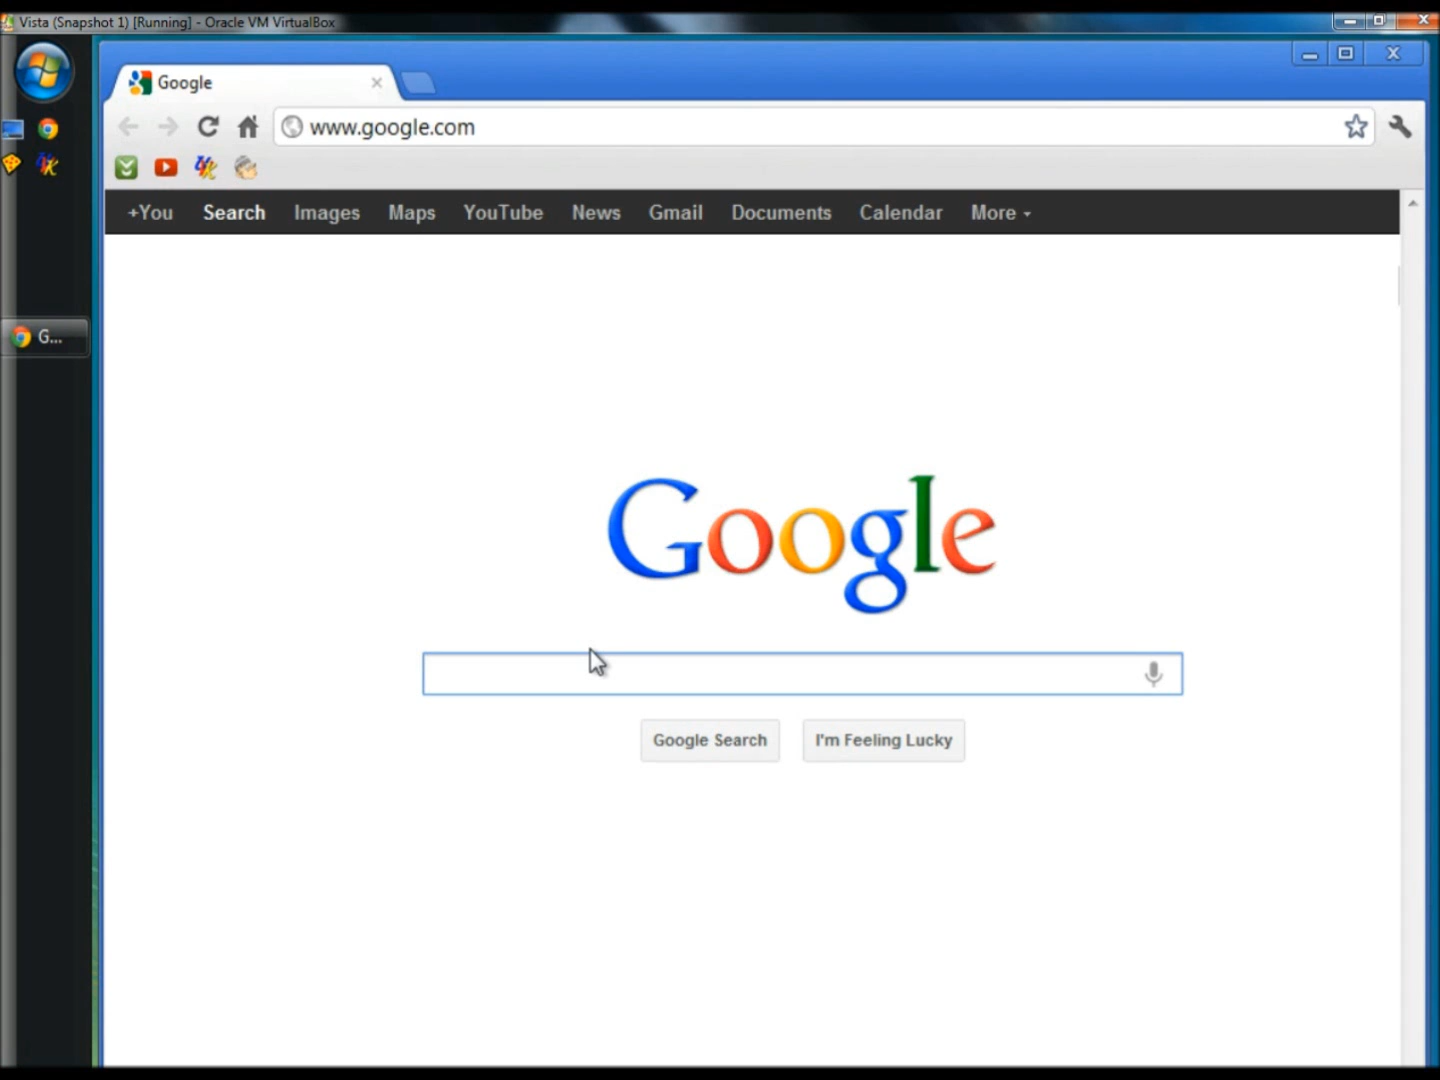 Vista (Snapshot 1) [Running] - Oracle VM VirtualBox
Google
www.google.com
+You Search Images Maps YouTube News Gmail Documents Calendar More
G...
Google
Google Search I'm Feeling Lucky